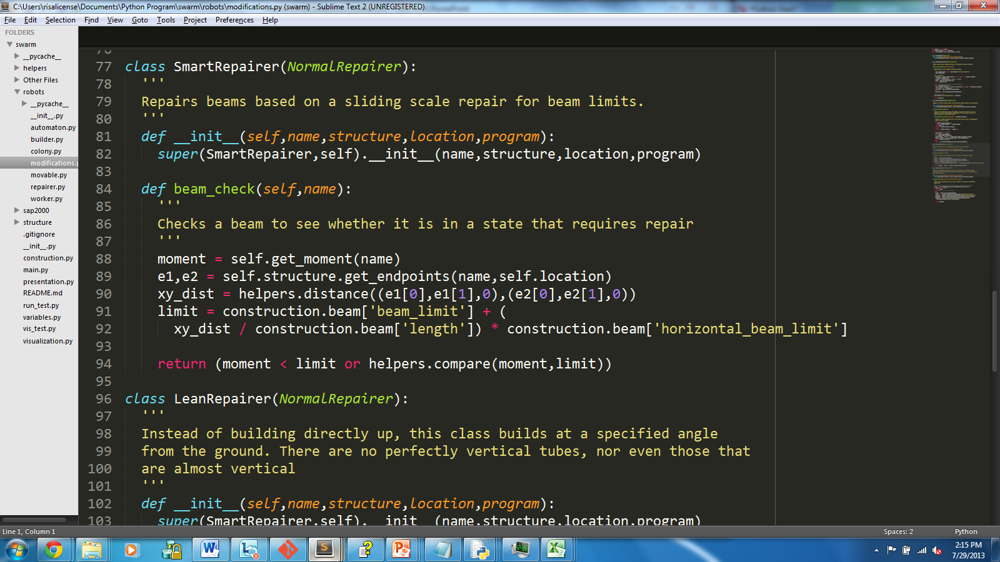 C:\Users\risalicense\Documents\Python Program\swarm\robots\modifications.py (swarm) - Sublime Text 2 (UNREGISTERED)
File Edit Selection Find View Goto Tools Project Preferences Help
FOLDERS
swarm
__pycache__
helpers
Other Files
robots
__pycache__
__init__.py
automaton.py
builder.py
colony.py
modifications.p
movable.py
repairer.py
worker.py
sap2000
structure
.gitignore
__init__.py
construction.py
main.py
presentation.py
README.md
run_test.py
variables.py
vis_test.py
visualization.py
76
77 class SmartRepairer(NormalRepairer):
78   '''
79   Repairs beams based on a sliding scale repair for beam limits.
80   '''
81   def __init__(self,name,structure,location,program):
82     super(SmartRepairer,self).__init__(name,structure,location,program)
83
84   def beam_check(self,name):
85     '''
86     Checks a beam to see whether it is in a state that requires repair
87     '''
88     moment = self.get_moment(name)
89     e1,e2 = self.structure.get_endpoints(name,self.location)
90     xy_dist = helpers.distance((e1[0],e1[1],0),(e2[0],e2[1],0))
91     limit = construction.beam['beam_limit'] + (
92       xy_dist / construction.beam['length']) * construction.beam['horizontal_beam_limit']
93
94     return (moment < limit or helpers.compare(moment,limit))
95
96 class LeanRepairer(NormalRepairer):
97   '''
98   Instead of building directly up, this class builds at a specified angle
99   from the ground. There are no perfectly vertical tubes, nor even those that
100   are almost vertical
101   '''
102   def __init__(self,name,structure,location,program):
103     super(SmartRepairer,self).__init__(name,structure,location,program)
Line 1, Column 1
Spaces: 2
Python
2:15 PM
7/29/2013